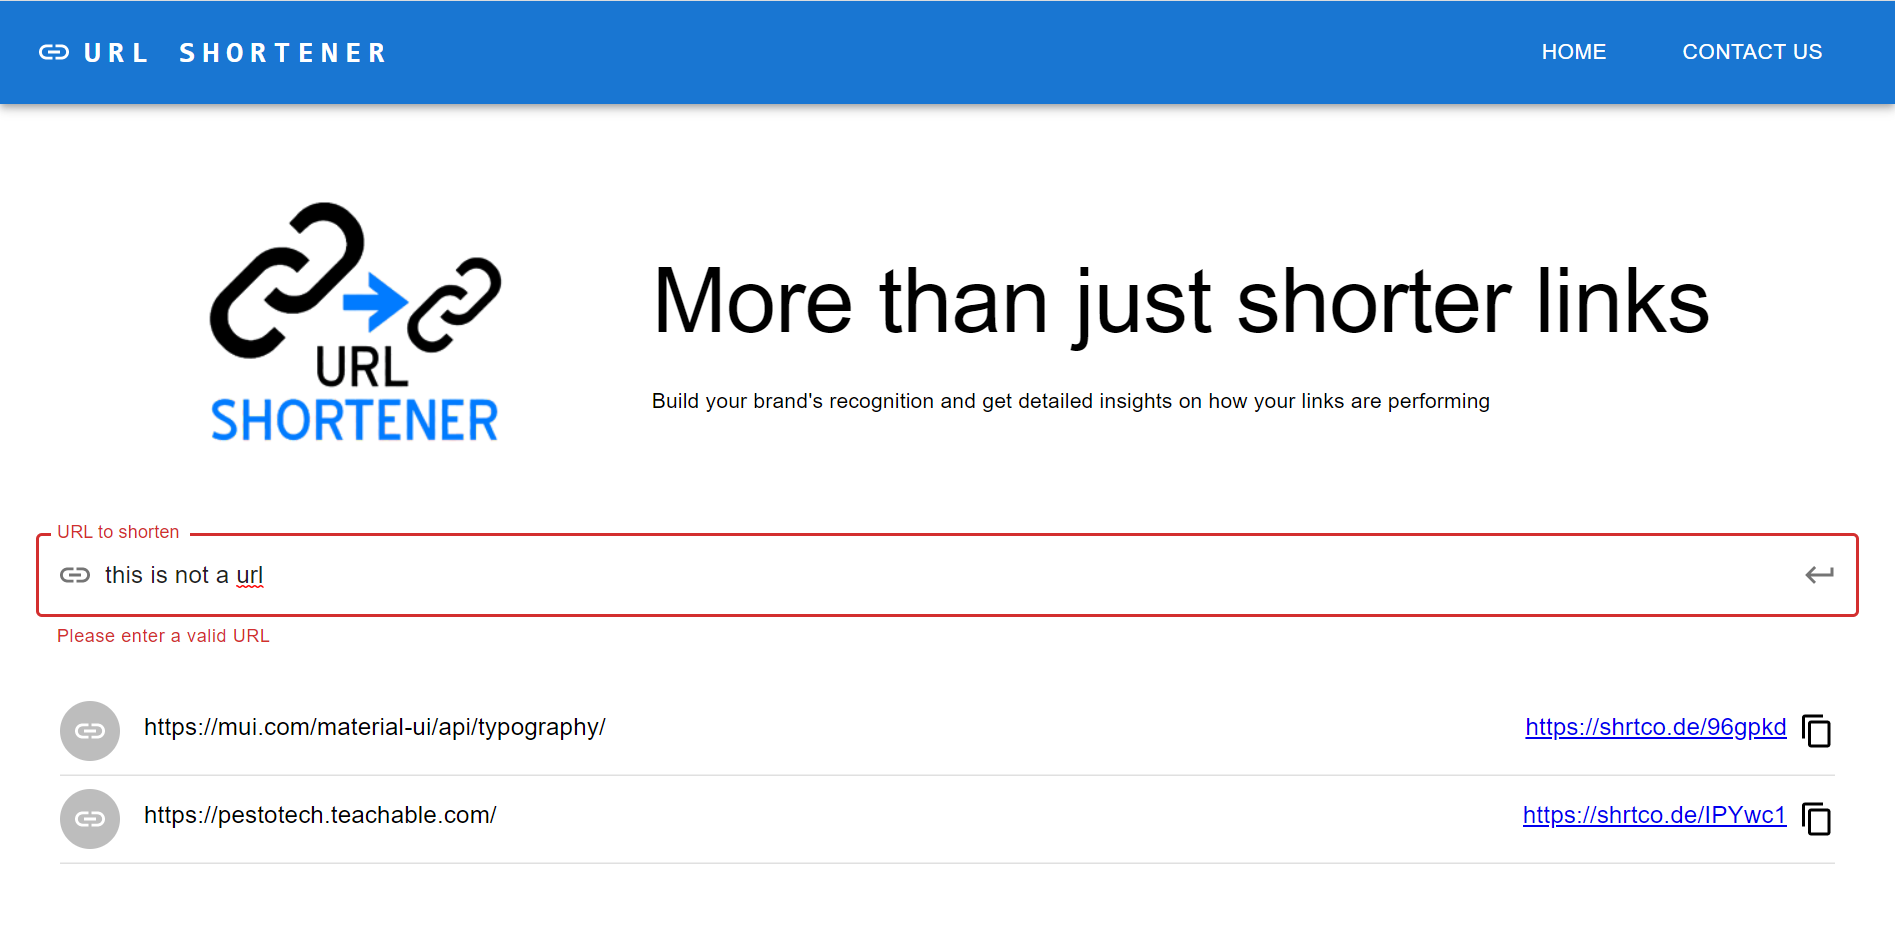 URL SHORTENER
HOME
CONTACT US
URL
SHORTENER
More than just shorter links
Build your brand's recognition and get detailed insights on how your links are performing
URL to shorten
this is not a url
Please enter a valid URL
https://mui.com/material-ui/api/typography/
https://shrtco.de/96gpkd
https://pestotech.teachable.com/
https://shrtco.de/IPYwc1